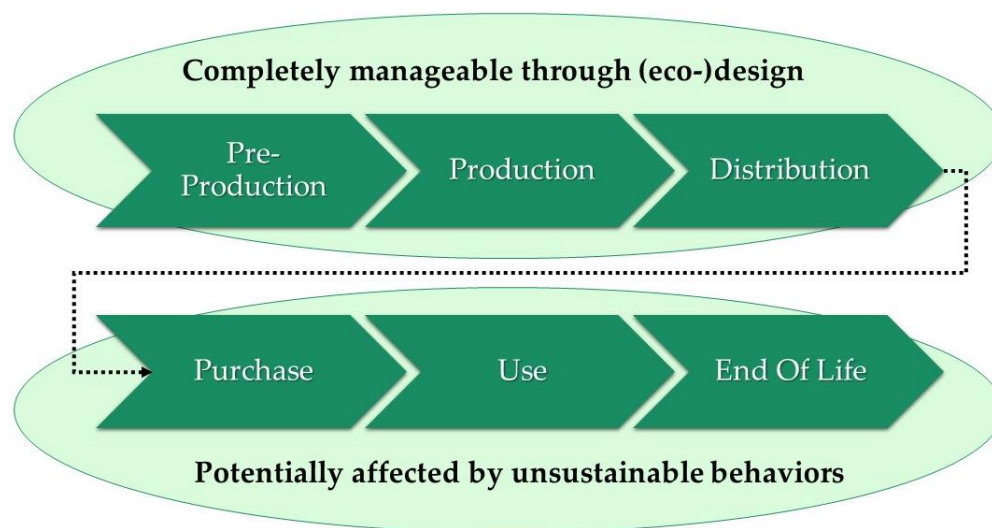 Completely manageable through (eco-)design
Pre-
Production
Production
Distribution
Purchase
Use
End Of Life
Potentially affected by unsustainable behaviors